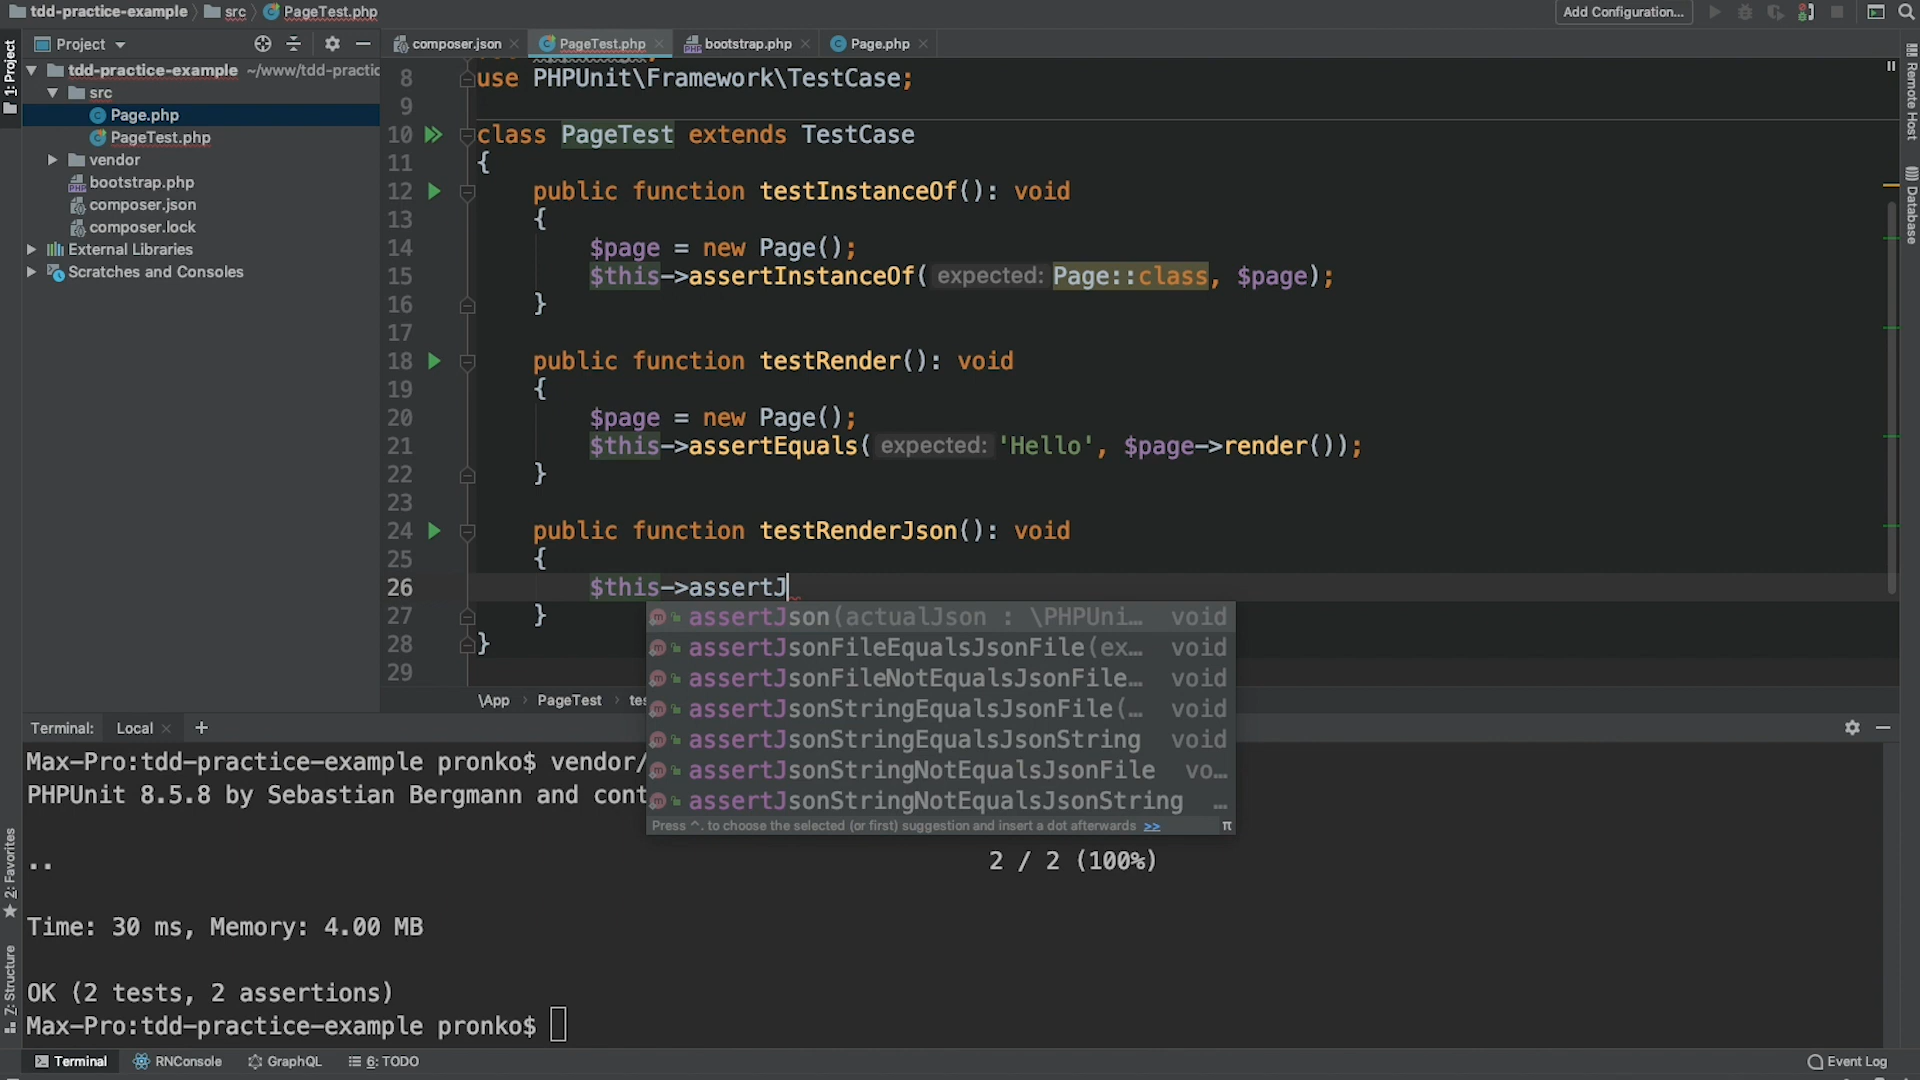 tdd-practice-example src PageTest.php Add Configuration...
1: Project
Project
composer.json PageTest.php bootstrap.php Page.php
tdd-practice-example ~/www/tdd-practic
src
Page.php
PageTest.php
vendor
bootstrap.php
composer.json
composer.lock
External Libraries
Scratches and Consoles
8 use PHPUnit\Framework\TestCase;
9
10 class PageTest extends TestCase
11 {
12 public function testInstanceOf(): void
13 {
14 $page = new Page();
15 $this->assertInstanceOf( expected: Page::class, $page);
16 }
17
18 public function testRender(): void
19 {
20 $page = new Page();
21 $this->assertEquals( expected: 'Hello', $page->render());
22 }
23
24 public function testRenderJson(): void
25 {
26 $this->assertJ
27 }
28 }
29
assertJson(actualJson : \PHPUni… void
assertJsonFileEqualsJsonFile(ex… void
assertJsonFileNotEqualsJsonFile… void
assertJsonStringEqualsJsonFile(… void
assertJsonStringEqualsJsonString void
assertJsonStringNotEqualsJsonFile vo…
assertJsonStringNotEqualsJsonString …
Press ^. to choose the selected (or first) suggestion and insert a dot afterwards >> π
\App PageTest tes
Remote Host
Database
Terminal: Local +
Max-Pro:tdd-practice-example pronko$ vendor/
PHPUnit 8.5.8 by Sebastian Bergmann and cont
.. 2 / 2 (100%)
Time: 30 ms, Memory: 4.00 MB
OK (2 tests, 2 assertions)
Max-Pro:tdd-practice-example pronko$
2: Favorites
Z: Structure
Terminal RNConsole GraphQL 6: TODO Event Log